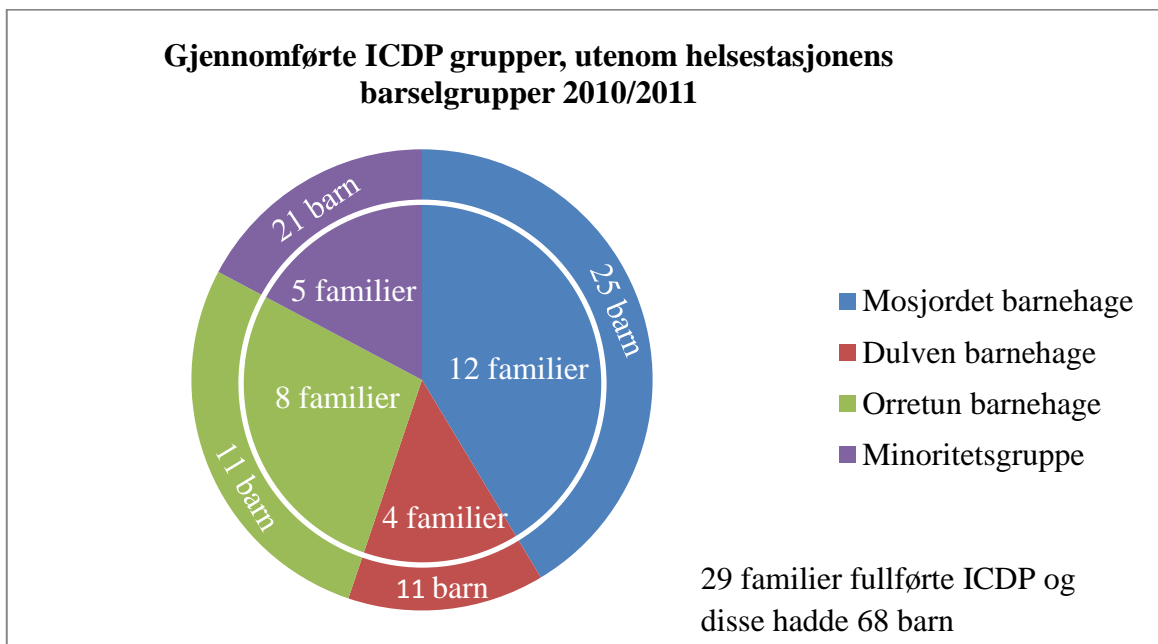 Gjennomførte ICDP grupper, utenom helsestasjonens
barselgrupper 2010/2011
21 barn
5 familier
25 barn
12 familier
8 familier
11 barn
4 familier
11 barn
Mosjordet barnehage
Dulven barnehage
Orretun barnehage
Minoritetsgruppe
29 familier fullførte ICDP og
disse hadde 68 barn